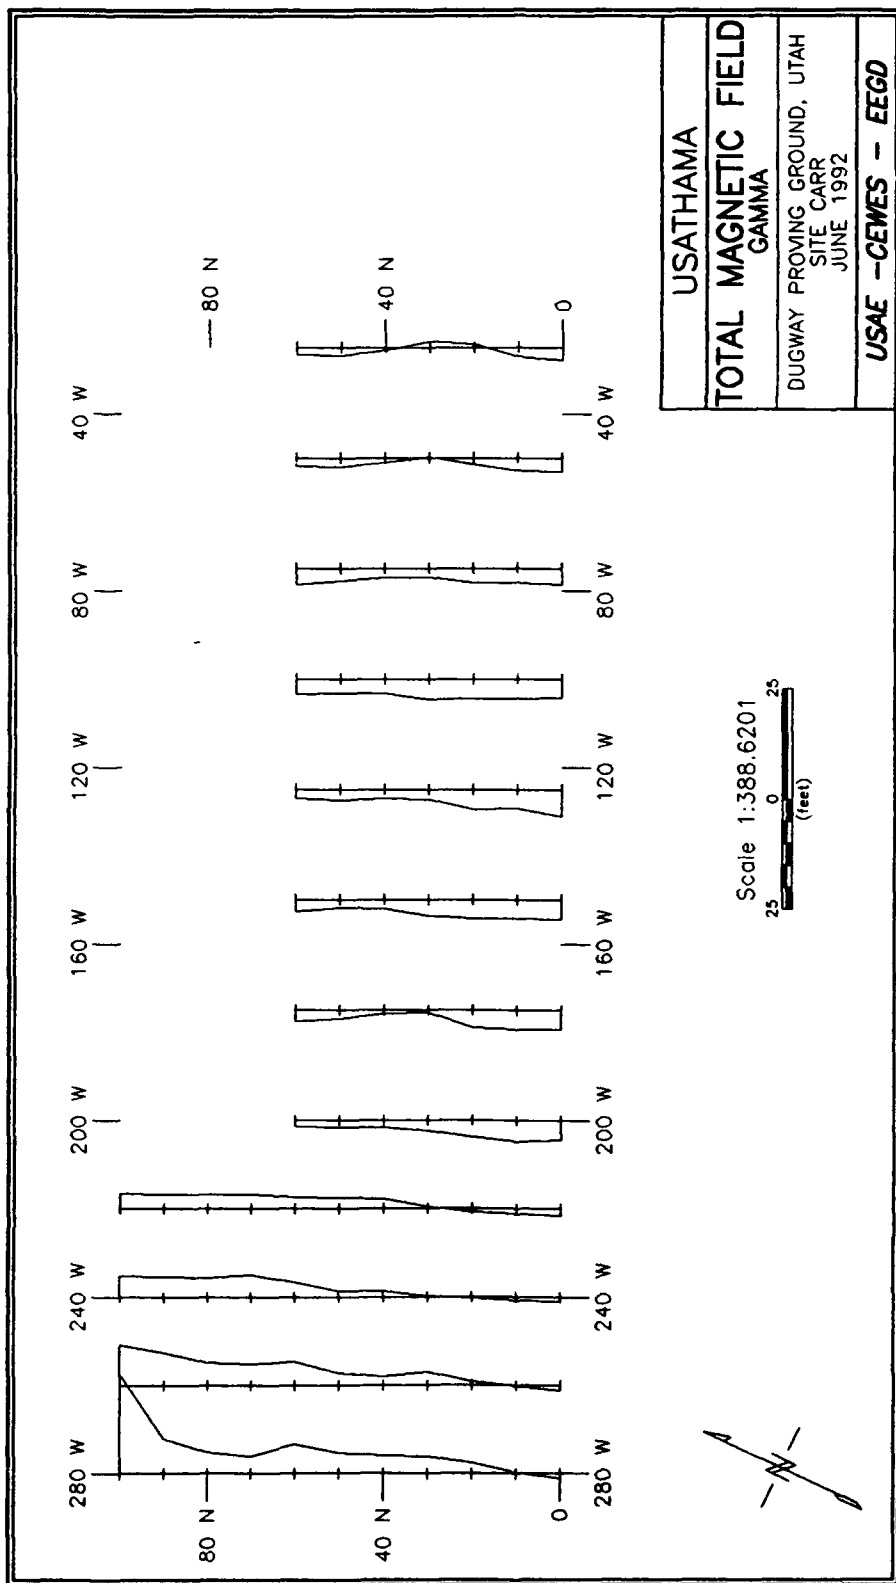 280 W
240 W
200 W
160 W
120 W
80 W
40 W
80 N
80 N
40 N
40 N
0
0
280 W
240 W
200 W
160 W
120 W
80 W
40 W
Scale 1:388.6201
25 0 25
(feet)
N
USATHAMA
TOTAL MAGNETIC FIELD
GAMMA
DUGWAY PROVING GROUND, UTAH
SITE CARR
JUNE 1992
USAE -CEWES - EEGD